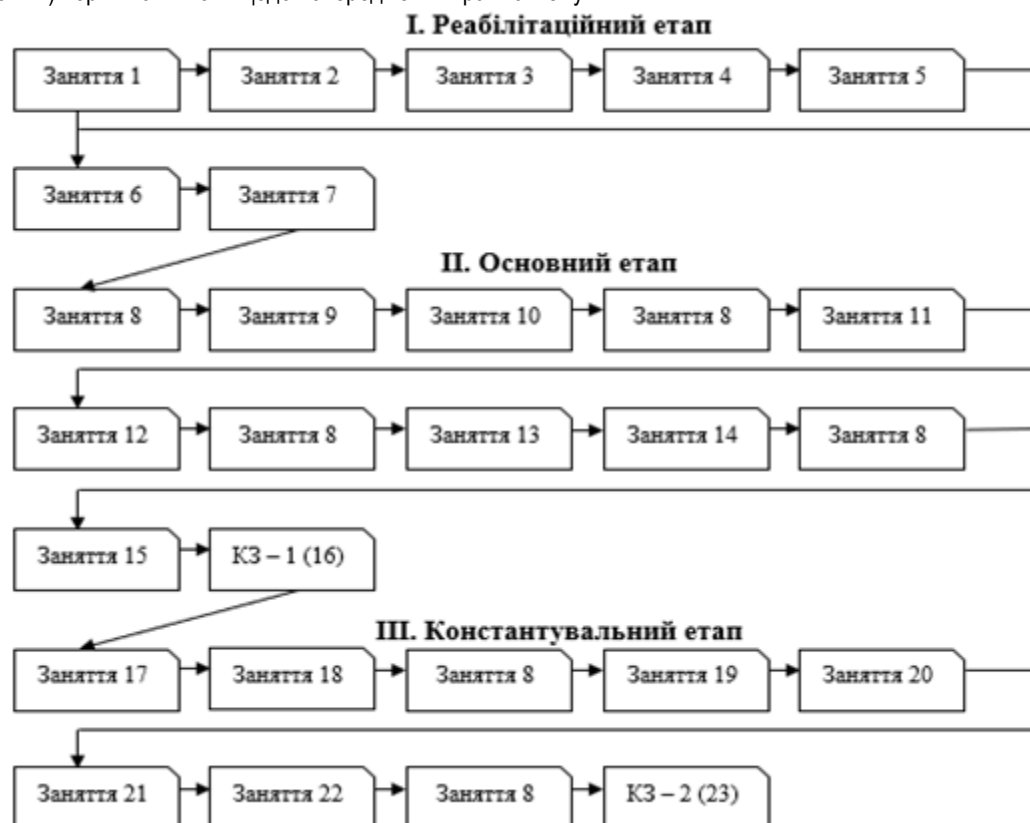 І. Реабілітаційний етап
Заняття 1
Заняття 2
Заняття 3
Заняття 4
Заняття 5
Заняття 6
Заняття 7
ІІ. Основний етап
Заняття 8
Заняття 9
Заняття 10
Заняття 8
Заняття 11
Заняття 12
Заняття 8
Заняття 13
Заняття 14
Заняття 8
Заняття 15
КЗ – 1 (16)
ІІІ. Константувальний етап
Заняття 17
Заняття 18
Заняття 8
Заняття 19
Заняття 20
Заняття 21
Заняття 22
Заняття 8
КЗ – 2 (23)